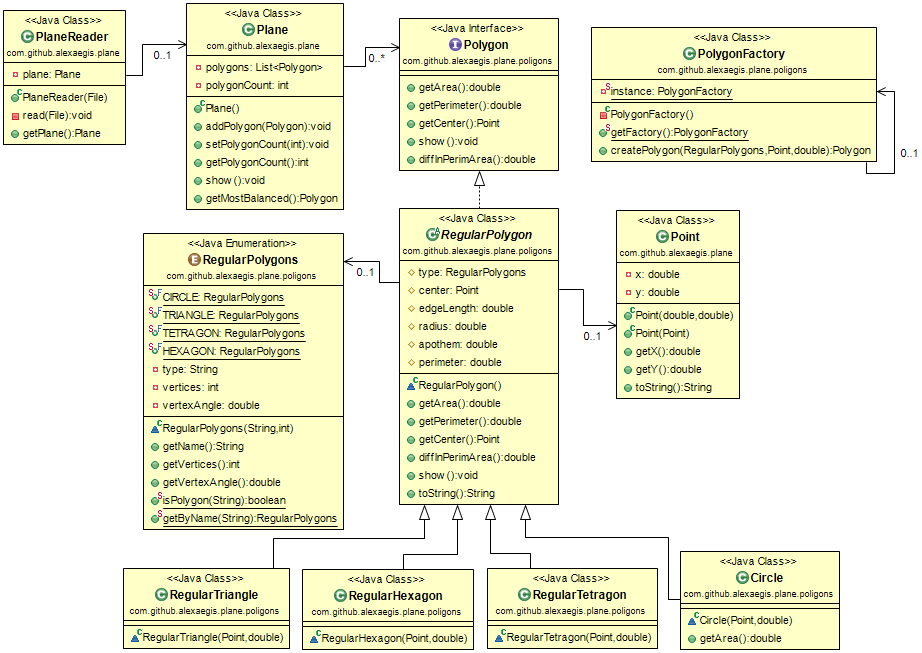 <<Java Class>>
PlaneReader
com.github.alexaegis.plane
plane: Plane
PlaneReader(File)
read(File):void
getPlane():Plane
0..1
<<Java Class>>
Plane
com.github.alexaegis.plane
polygons: List<Polygon>
polygonCount: int
Plane()
addPolygon(Polygon):void
setPolygonCount(int):void
getPolygonCount():int
show():void
getMostBalanced():Polygon
0..*
<<Java Interface>>
Polygon
com.github.alexaegis.plane.poligons
getArea():double
getPerimeter():double
getCenter():Point
show():void
diffInPerimArea():double
<<Java Class>>
PolygonFactory
com.github.alexaegis.plane.poligons
instance: PolygonFactory
PolygonFactory()
getFactory():PolygonFactory
createPolygon(RegularPolygons,Point,double):Polygon
0..1
<<Java Enumeration>>
RegularPolygons
com.github.alexaegis.plane.poligons
CIRCLE: RegularPolygons
TRIANGLE: RegularPolygons
TETRAGON: RegularPolygons
HEXAGON: RegularPolygons
type: String
vertices: int
vertexAngle: double
RegularPolygons(String,int)
getName():String
getVertices():int
getVertexAngle():double
isPolygon(String):boolean
getByName(String):RegularPolygons
0..1
<<Java Class>>
RegularPolygon
com.github.alexaegis.plane.poligons
type: RegularPolygons
center: Point
edgeLength: double
radius: double
apothem: double
perimeter: double
RegularPolygon()
getArea():double
getPerimeter():double
getCenter():Point
diffInPerimArea():double
show():void
toString():String
0..1
<<Java Class>>
Point
com.github.alexaegis.plane
x: double
y: double
Point(double,double)
Point(Point)
getX():double
getY():double
toString():String
<<Java Class>>
RegularTriangle
com.github.alexaegis.plane.poligons
RegularTriangle(Point,double)
<<Java Class>>
RegularHexagon
com.github.alexaegis.plane.poligons
RegularHexagon(Point,double)
<<Java Class>>
RegularTetragon
com.github.alexaegis.plane.poligons
RegularTetragon(Point,double)
<<Java Class>>
Circle
com.github.alexaegis.plane.poligons
Circle(Point,double)
getArea():double